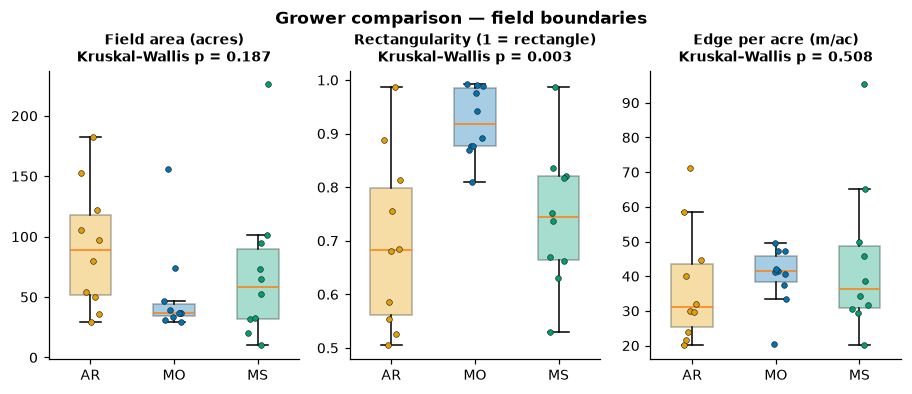 Grower comparison — field boundaries
Field area (acres)
Kruskal–Wallis p = 0.187
200
150
100
50
0
AR MO MS
Rectangularity (1 = rectangle)
Kruskal–Wallis p = 0.003
1.0
0.9
0.8
0.7
0.6
0.5
AR MO MS
Edge per acre (m/ac)
Kruskal–Wallis p = 0.508
90
80
70
60
50
40
30
20
AR MO MS